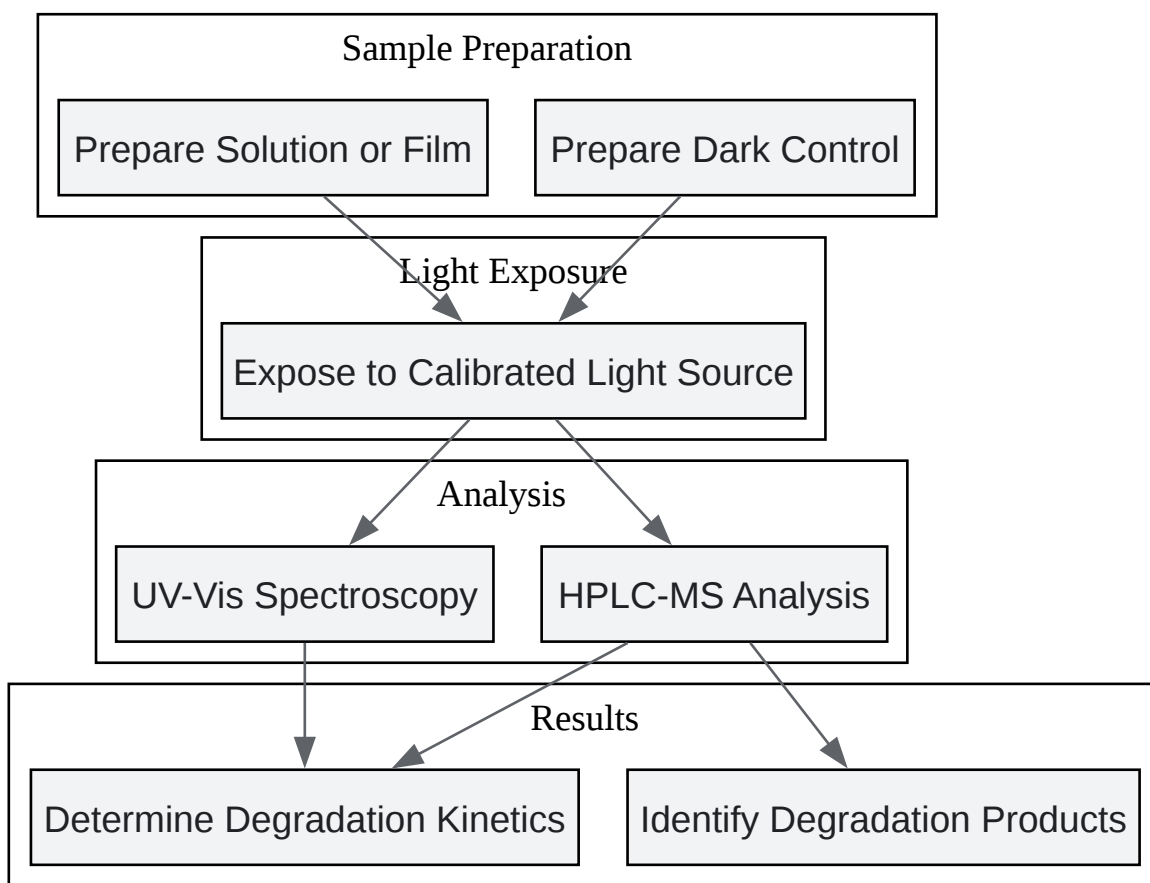 Sample Preparation
Prepare Solution or Film
Prepare Dark Control
Light Exposure
Expose to Calibrated Light Source
Analysis
UV-Vis Spectroscopy
HPLC-MS Analysis
Results
Determine Degradation Kinetics
Identify Degradation Products